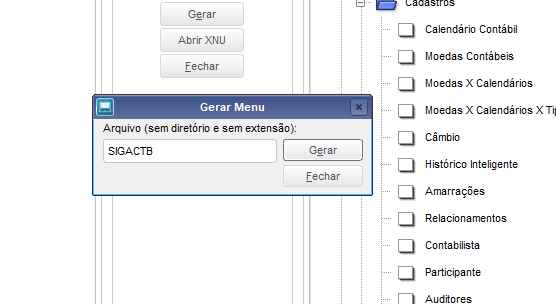 Gerar
Abrir XNU
Fechar
Gerar Menu
Arquivo (sem diretório e sem extensão):
SIGACTB
Gerar
Fechar
Cadastros
Calendário Contábil
Moedas Contábeis
Moedas X Calendários
Moedas X Calendários X Tip
Câmbio
Histórico Inteligente
Amarrações
Relacionamentos
Contabilista
Participante
Auditores